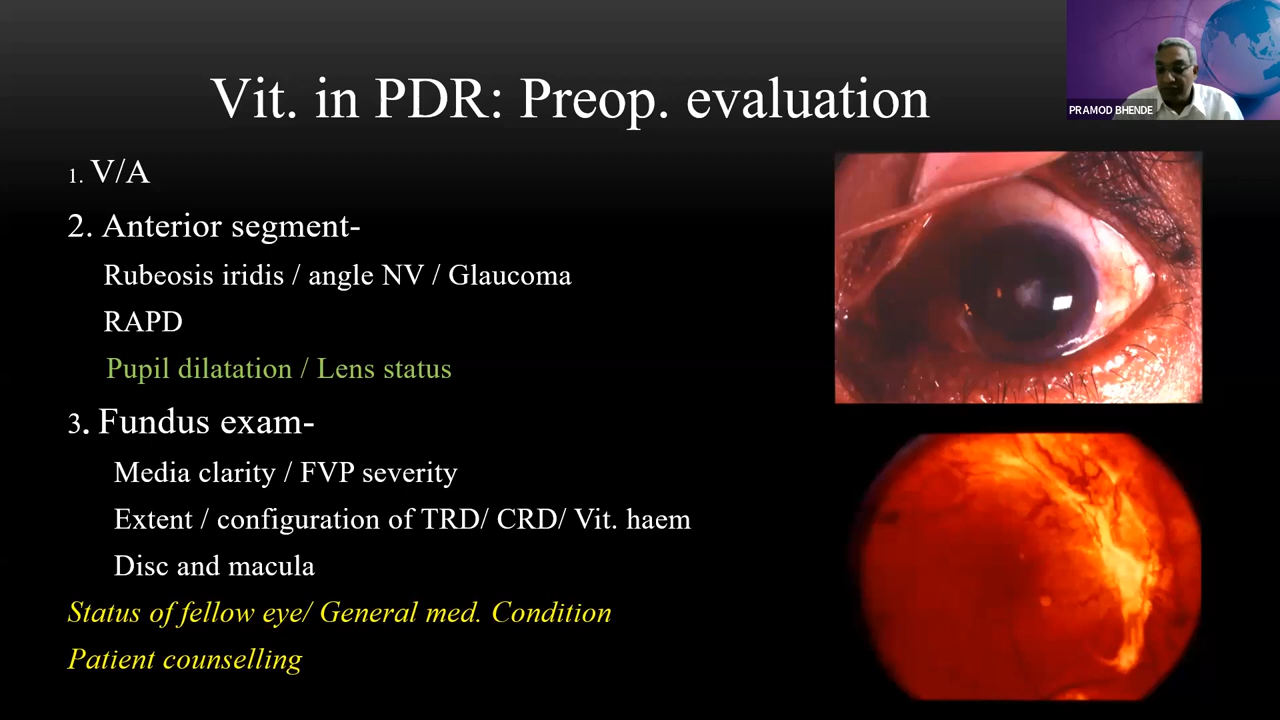 Vit. in PDR: Preop. evaluation
PRAMOD BHENDE
1. V/A
2. Anterior segment-
Rubeosis iridis / angle NV / Glaucoma
RAPD
Pupil dilatation / Lens status
3. Fundus exam-
Media clarity / FVP severity
Extent / configuration of TRD/ CRD/ Vit. haem
Disc and macula
Status of fellow eye/ General med. Condition
Patient counselling